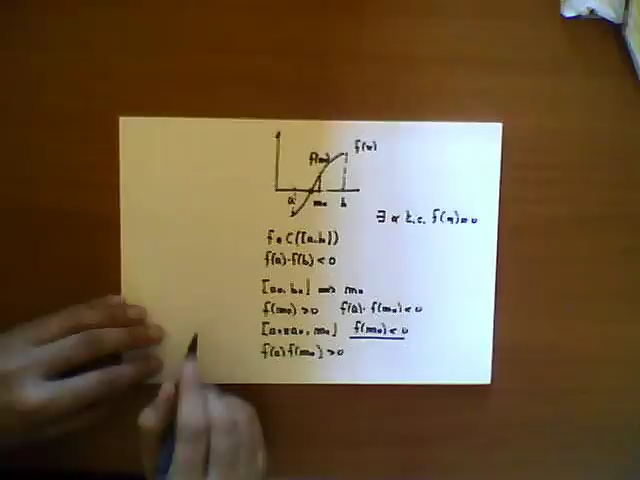 f(x)
f(m₀)
a m₀ b
∃ α t.c. f(α)=0
f ∈ C([a,b])
f(a)·f(b) < 0
[a₀, b₀] ⟹ m₀
f(m₀) > 0 f(a)·f(m₀) < 0
[a₁=a₀, m₀] f(m₀) < 0
f(a)f(m₀) > 0